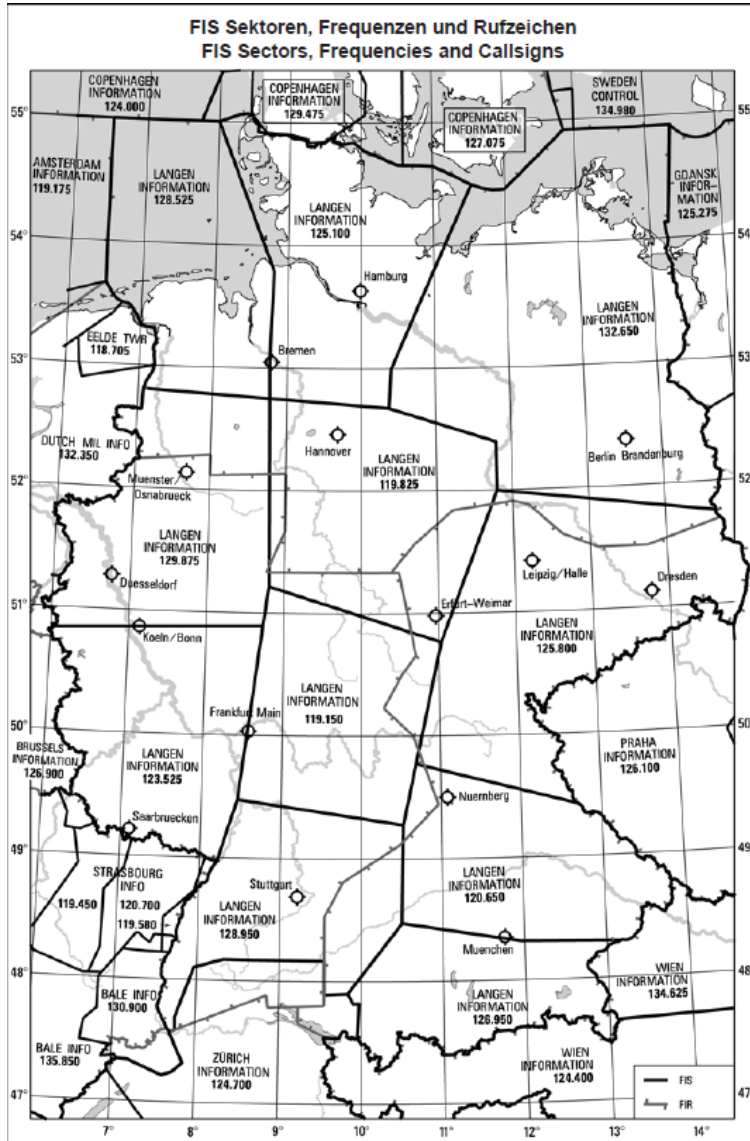 FIS Sektoren, Frequenzen und Rufzeichen
FIS Sectors, Frequencies and Callsigns
COPENHAGEN
INFORMATION
124.000
COPENHAGEN
INFORMATION
129.475
COPENHAGEN
INFORMATION
127.075
SWEDEN
CONTROL
134.980
55°
55
AMSTERDAM
INFORMATION
119.175
LANGEN
INFORMATION
128.525
LANGEN
INFORMATION
125.100
GDANSK
INFOR–
MATION
125.275
54°
54
Hamburg
LANGEN
INFORMATION
132.650
EELDE TWR
118.705
Bremen
53°
53
DUTCH MIL INFO
132.350
Hannover
LANGEN
INFORMATION
119.825
Berlin Brandenburg
Muenster/
Osnabrueck
52°
52
LANGEN
INFORMATION
129.875
Duesseldorf
Leipzig/Halle
Dresden
Erfurt–Weimar
51°
51
Koeln/Bonn
LANGEN
INFORMATION
125.800
LANGEN
INFORMATION
119.150
Frankfurt Main
50°
50
BRUSSELS
INFORMATION
126.900
LANGEN
INFORMATION
123.525
PRAHA
INFORMATION
126.100
Nuernberg
Saarbruecken
49°
49
STRASBOURG
INFO
119.450
120.700
119.580
Stuttgart
LANGEN
INFORMATION
128.950
LANGEN
INFORMATION
120.650
Muenchen
48°
48
BALE INFO
130.900
LANGEN
INFORMATION
126.950
WIEN
INFORMATION
134.625
BALE INFO
135.850
ZÜRICH
INFORMATION
124.700
WIEN
INFORMATION
124.400
FIS
FIR
47°
47
7°
8°
9°
10°
11°
12°
13°
14°